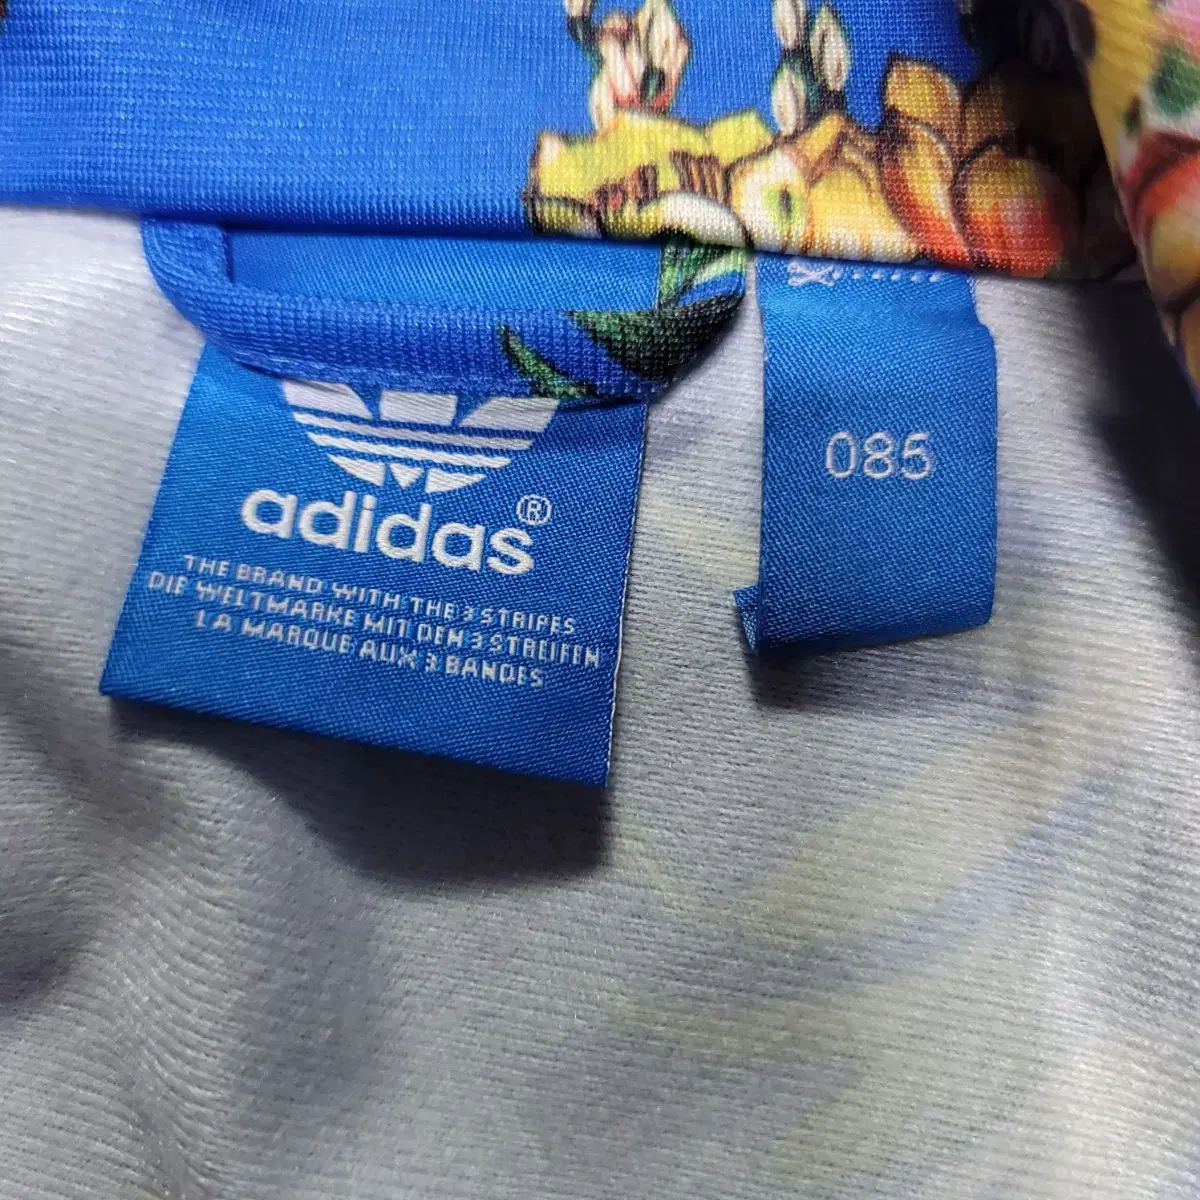 adidas®
THE BRAND WITH THE 3 STRIPES
DIE WELTMARKE MIT DEN 3 STREIFEN
LA MARQUE AUX 3 BANDES
085